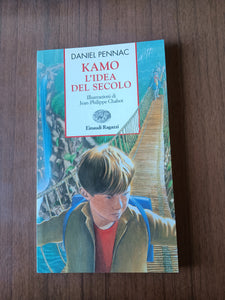 DANIEL PENNAC
KAMO
L'IDEA
DEL SECOLO
Illustrazioni di
Jean-Philippe Chabot
Einaudi Ragazzi